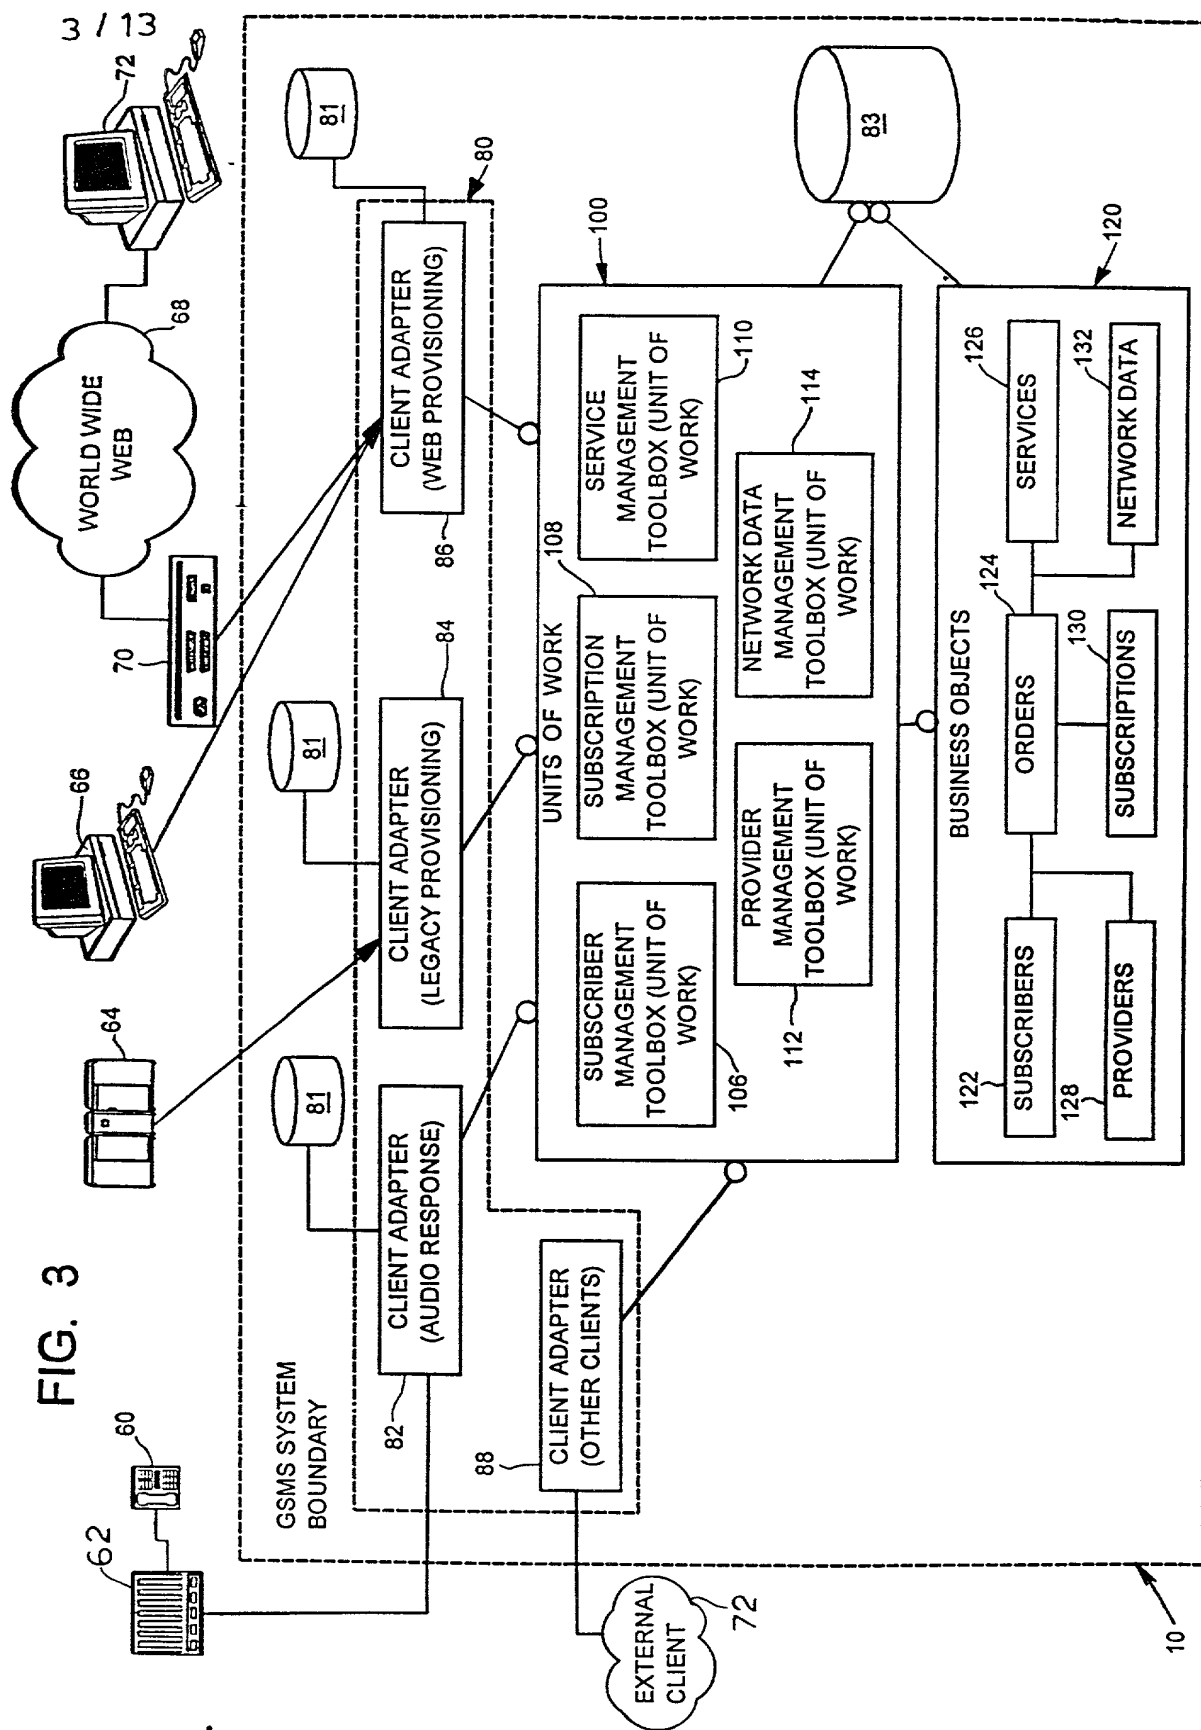 3 / 13
FIG. 3
62
60
64
66
70
WORLD WIDE
WEB
68
72
GSMS SYSTEM
BOUNDARY
81
81
81
80
CLIENT ADAPTER
(AUDIO RESPONSE)
82
CLIENT ADAPTER
(LEGACY PROVISIONING)
84
CLIENT ADAPTER
(WEB PROVISIONING)
86
88
CLIENT ADAPTER
(OTHER CLIENTS)
EXTERNAL
CLIENT
72
UNITS OF WORK
100
SUBSCRIBER
MANAGEMENT
TOOLBOX (UNIT OF
WORK)
106
SUBSCRIPTION
MANAGEMENT
TOOLBOX (UNIT OF
WORK)
108
SERVICE
MANAGEMENT
TOOLBOX (UNIT OF
WORK)
110
PROVIDER
MANAGEMENT
TOOLBOX (UNIT OF
WORK)
112
NETWORK DATA
MANAGEMENT
TOOLBOX (UNIT OF
WORK)
114
83
BUSINESS OBJECTS
120
122
SUBSCRIBERS
124
ORDERS
126
SERVICES
128
PROVIDERS
130
SUBSCRIPTIONS
132
NETWORK DATA
10